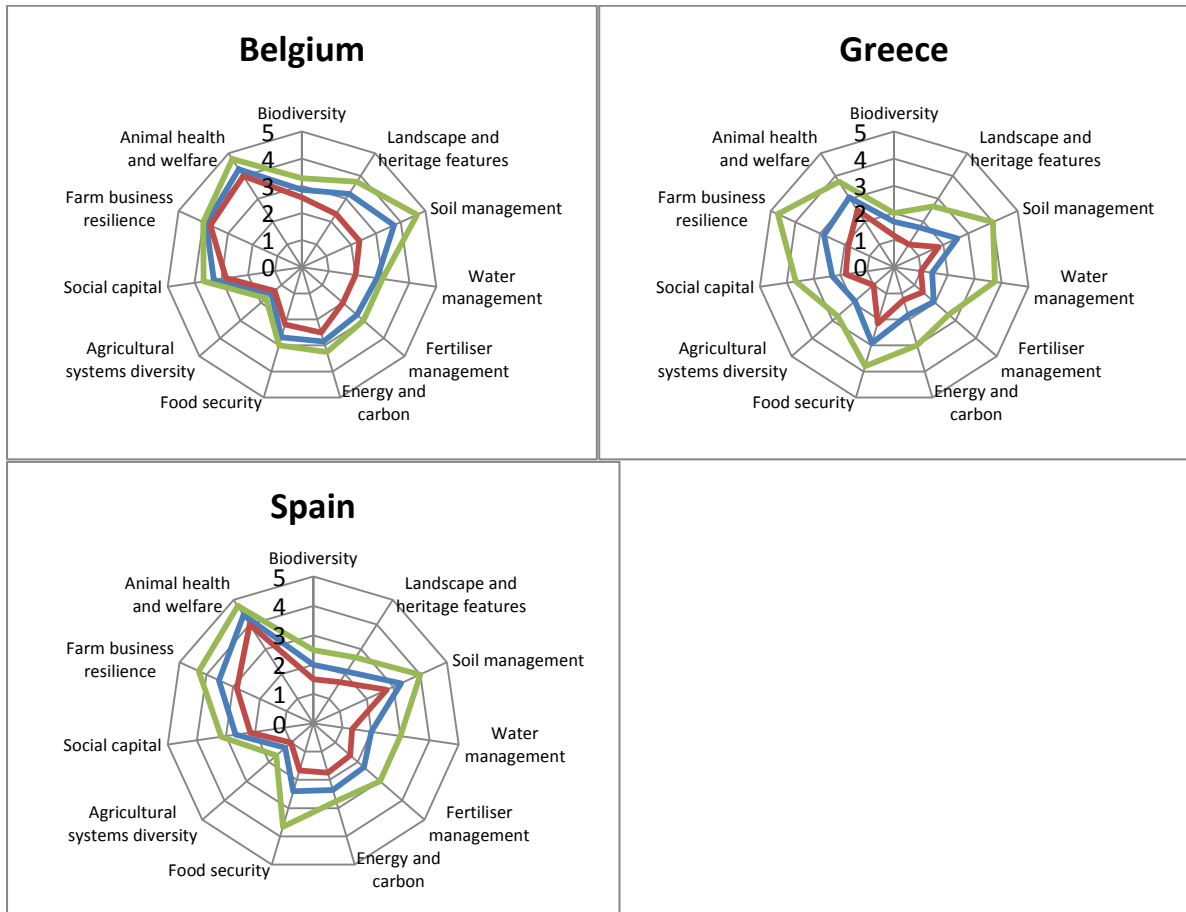 Belgium
Biodiversity
Landscape and
heritage features
Soil management
Water
management
Fertiliser
management
Energy and
carbon
Food security
Agricultural
systems diversity
Social capital
Farm business
resilience
Animal health
and welfare
5
4
3
2
1
0
Greece
Biodiversity
Landscape and
heritage features
Soil management
Water
management
Fertiliser
management
Energy and
carbon
Food security
Agricultural
systems diversity
Social capital
Farm business
resilience
Animal health
and welfare
5
4
3
2
1
0
Spain
Biodiversity
Landscape and
heritage features
Soil management
Water
management
Fertiliser
management
Energy and
carbon
Food security
Agricultural
systems diversity
Social capital
Farm business
resilience
Animal health
and welfare
5
4
3
2
1
0